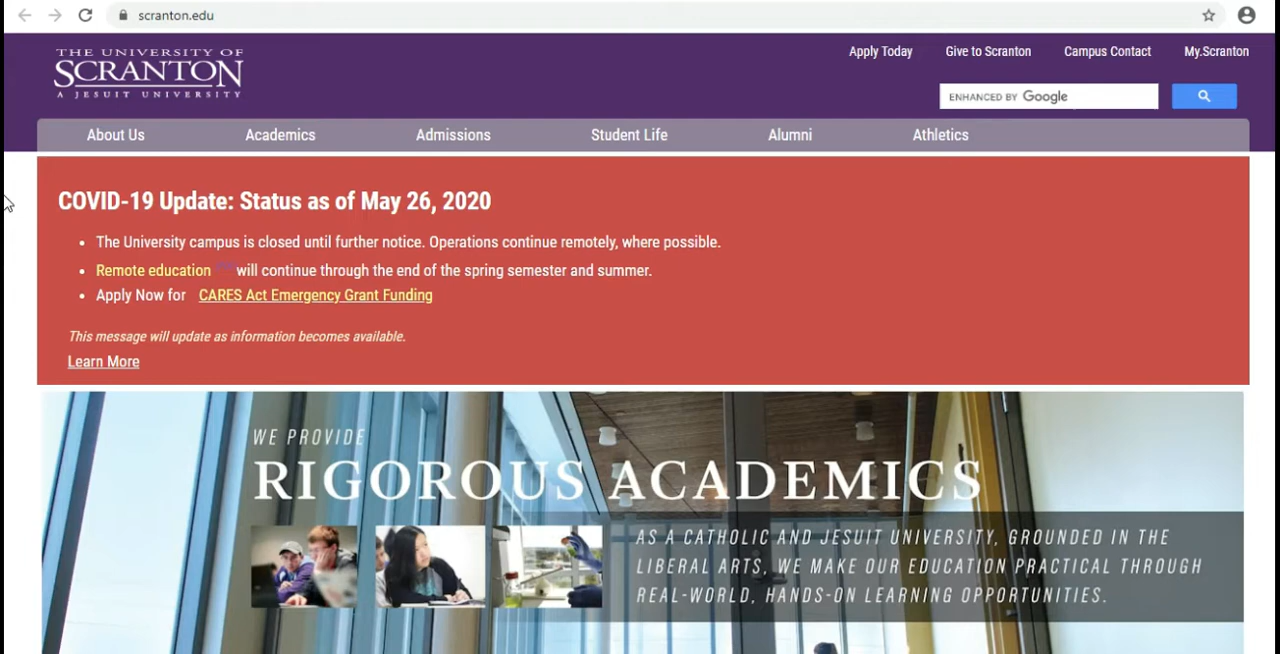 scranton.edu
THE UNIVERSITY OF
SCRANTON
A JESUIT UNIVERSITY
Apply Today
Give to Scranton
Campus Contact
My.Scranton
ENHANCED BY Google
About Us
Academics
Admissions
Student Life
Alumni
Athletics
COVID-19 Update: Status as of May 26, 2020
• The University campus is closed until further notice. Operations continue remotely, where possible.
• Remote education will continue through the end of the spring semester and summer.
• Apply Now for CARES Act Emergency Grant Funding
This message will update as information becomes available.
Learn More
WE PROVIDE
RIGOROUS ACADEMICS
AS A CATHOLIC AND JESUIT UNIVERSITY, GROUNDED IN THE
LIBERAL ARTS, WE MAKE OUR EDUCATION PRACTICAL THROUGH
REAL-WORLD, HANDS-ON LEARNING OPPORTUNITIES.